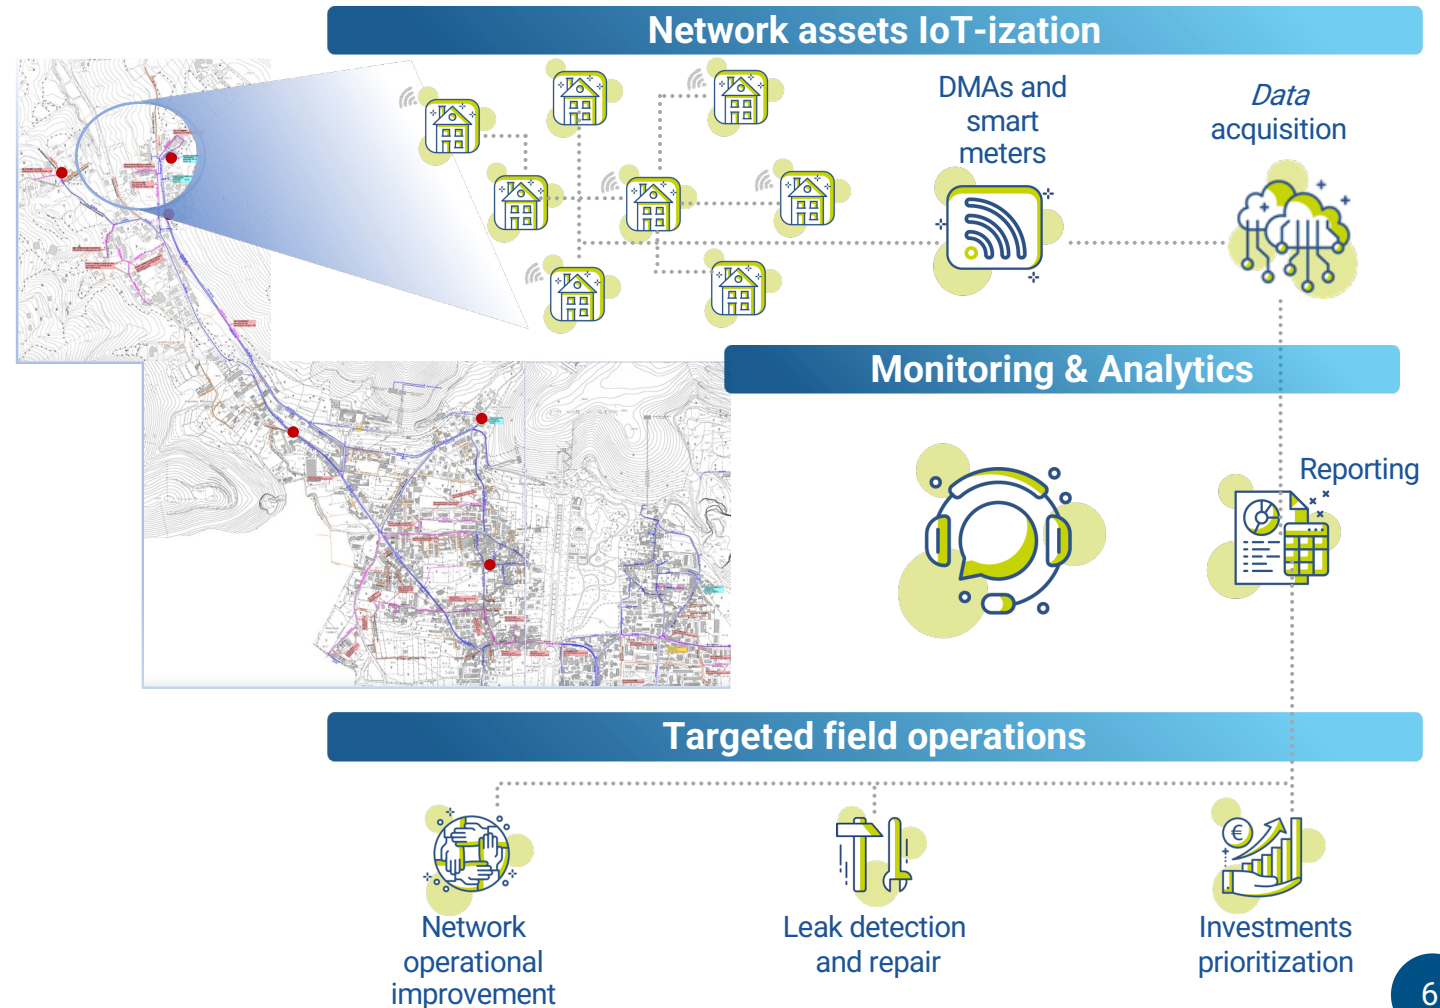 Network assets IoT-ization
DMAs and
smart
meters
Data
acquisition
Monitoring & Analytics
Reporting
Targeted field operations
€
Network
operational
improvement
Leak detection
and repair
Investments
prioritization
6